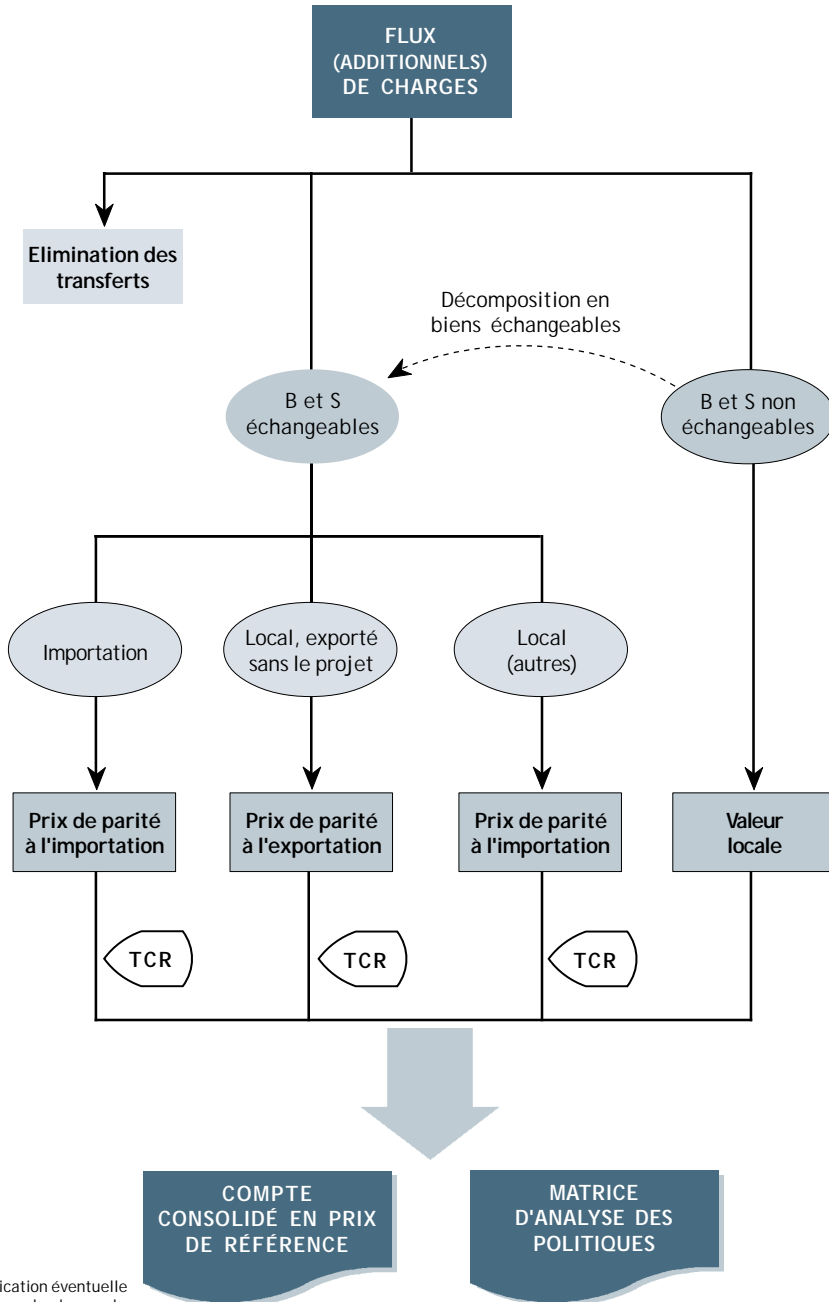 FLUX
(ADDITIONNELS)
DE CHARGES
Elimination des
transferts
Décomposition en
biens échangeables
B et S
échangeables
B et S non
échangeables
Importation
Local, exporté
sans le projet
Local
(autres)
Prix de parité
à l'importation
Prix de parité
à l'exportation
Prix de parité
à l'importation
Valeur
locale
TCR
TCR
TCR
COMPTE
CONSOLIDÉ EN PRIX
DE RÉFÉRENCE
MATRICE
D'ANALYSE DES
POLITIQUES
ication éventuelle